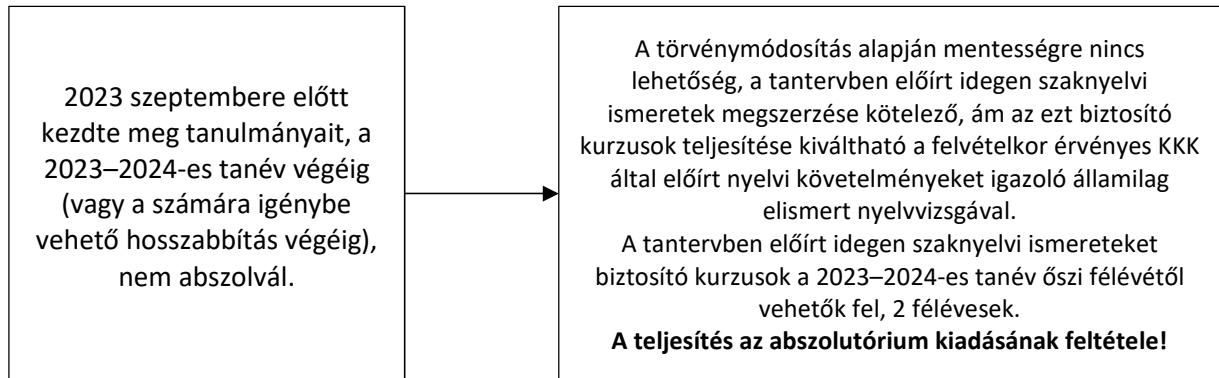 2023 szeptembere előtt
kezdte meg tanulmányait, a
2023–2024-es tanév végéig
(vagy a számára igénybe
vehető hosszabbítás végéig),
nem abszolvál.
A törvénymódosítás alapján mentességre nincs
lehetőség, a tantervben előírt idegen szaknyelvi
ismeretek megszerzése kötelező, ám az ezt biztosító
kurzusok teljesítése kiváltható a felvételkor érvényes KKK
által előírt nyelvi követelményeket igazoló államilag
elismert nyelvvizsgával.
A tantervben előírt idegen szaknyelvi ismereteket
biztosító kurzusok a 2023–2024-es tanév őszi félévétől
vehetők fel, 2 félévesek.
A teljesítés az abszolutórium kiadásának feltétele!